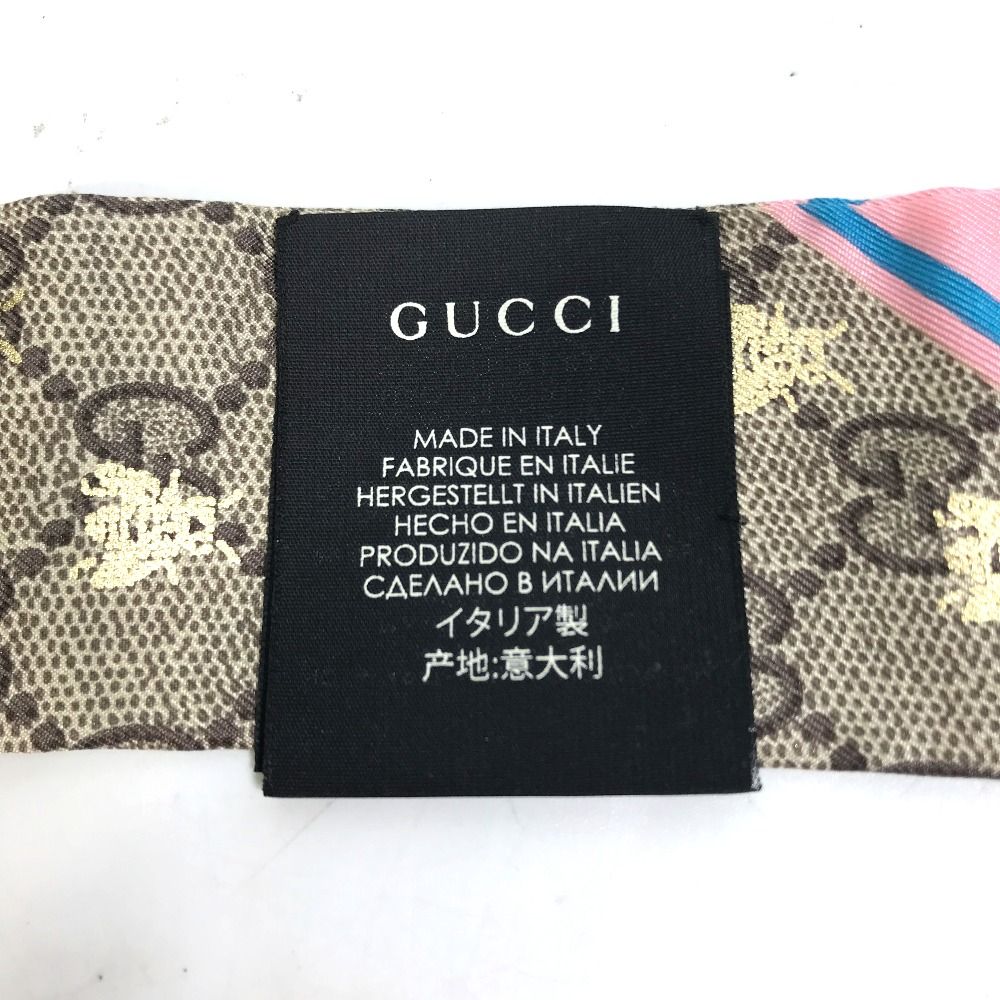 GUCCI
MADE IN ITALY
FABRIQUE EN ITALIE
HERGESTELLT IN ITALIEN
HECHO EN ITALIA
PRODUZIDO NA ITALIA
СДЕЛАНО В ИТАЛИИ
イタリア製
产地:意大利